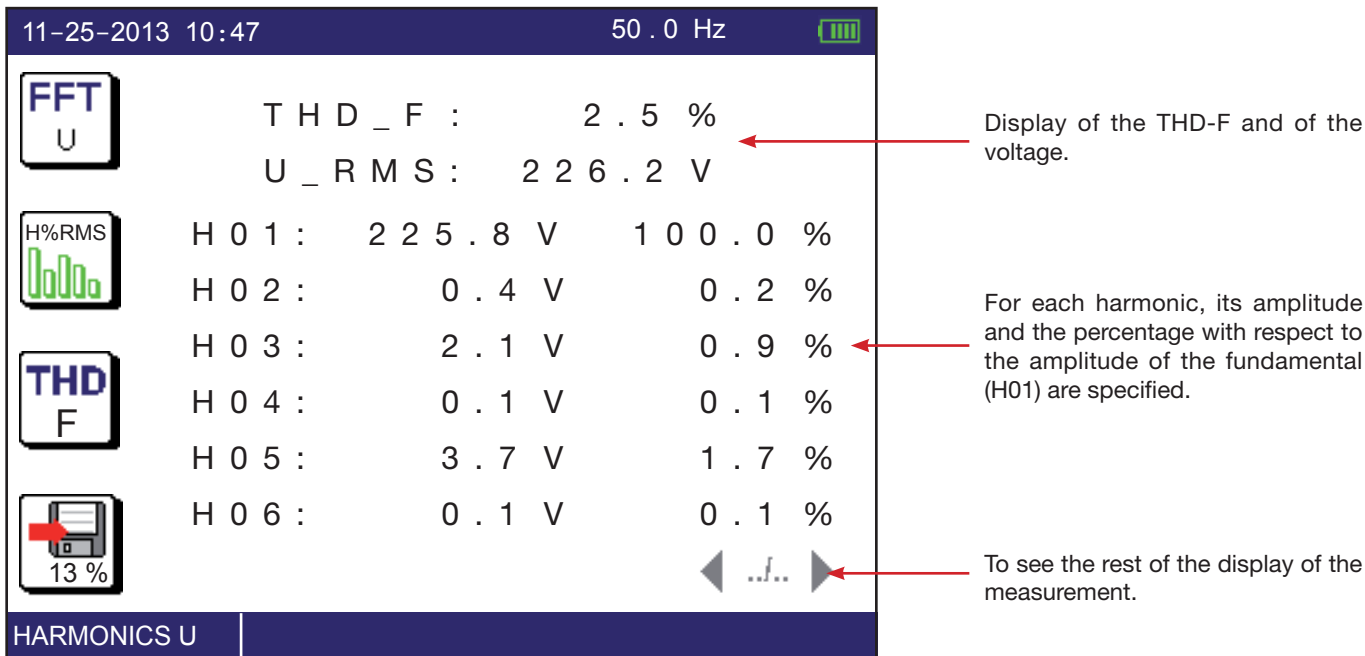 11-25-2013 10:47 50.0 Hz
FFT
U
THD_F: 2.5 %
U_RMS: 226.2 V
Display of the THD-F and of the
voltage.
H%RMS
H01: 225.8 V 100.0 %
H02: 0.4 V 0.2 %
H03: 2.1 V 0.9 %
H04: 0.1 V 0.1 %
H05: 3.7 V 1.7 %
H06: 0.1 V 0.1 %
For each harmonic, its amplitude
and the percentage with respect to
the amplitude of the fundamental
(H01) are specified.
THD
F
13 %
../..
To see the rest of the display of the
measurement.
HARMONICS U